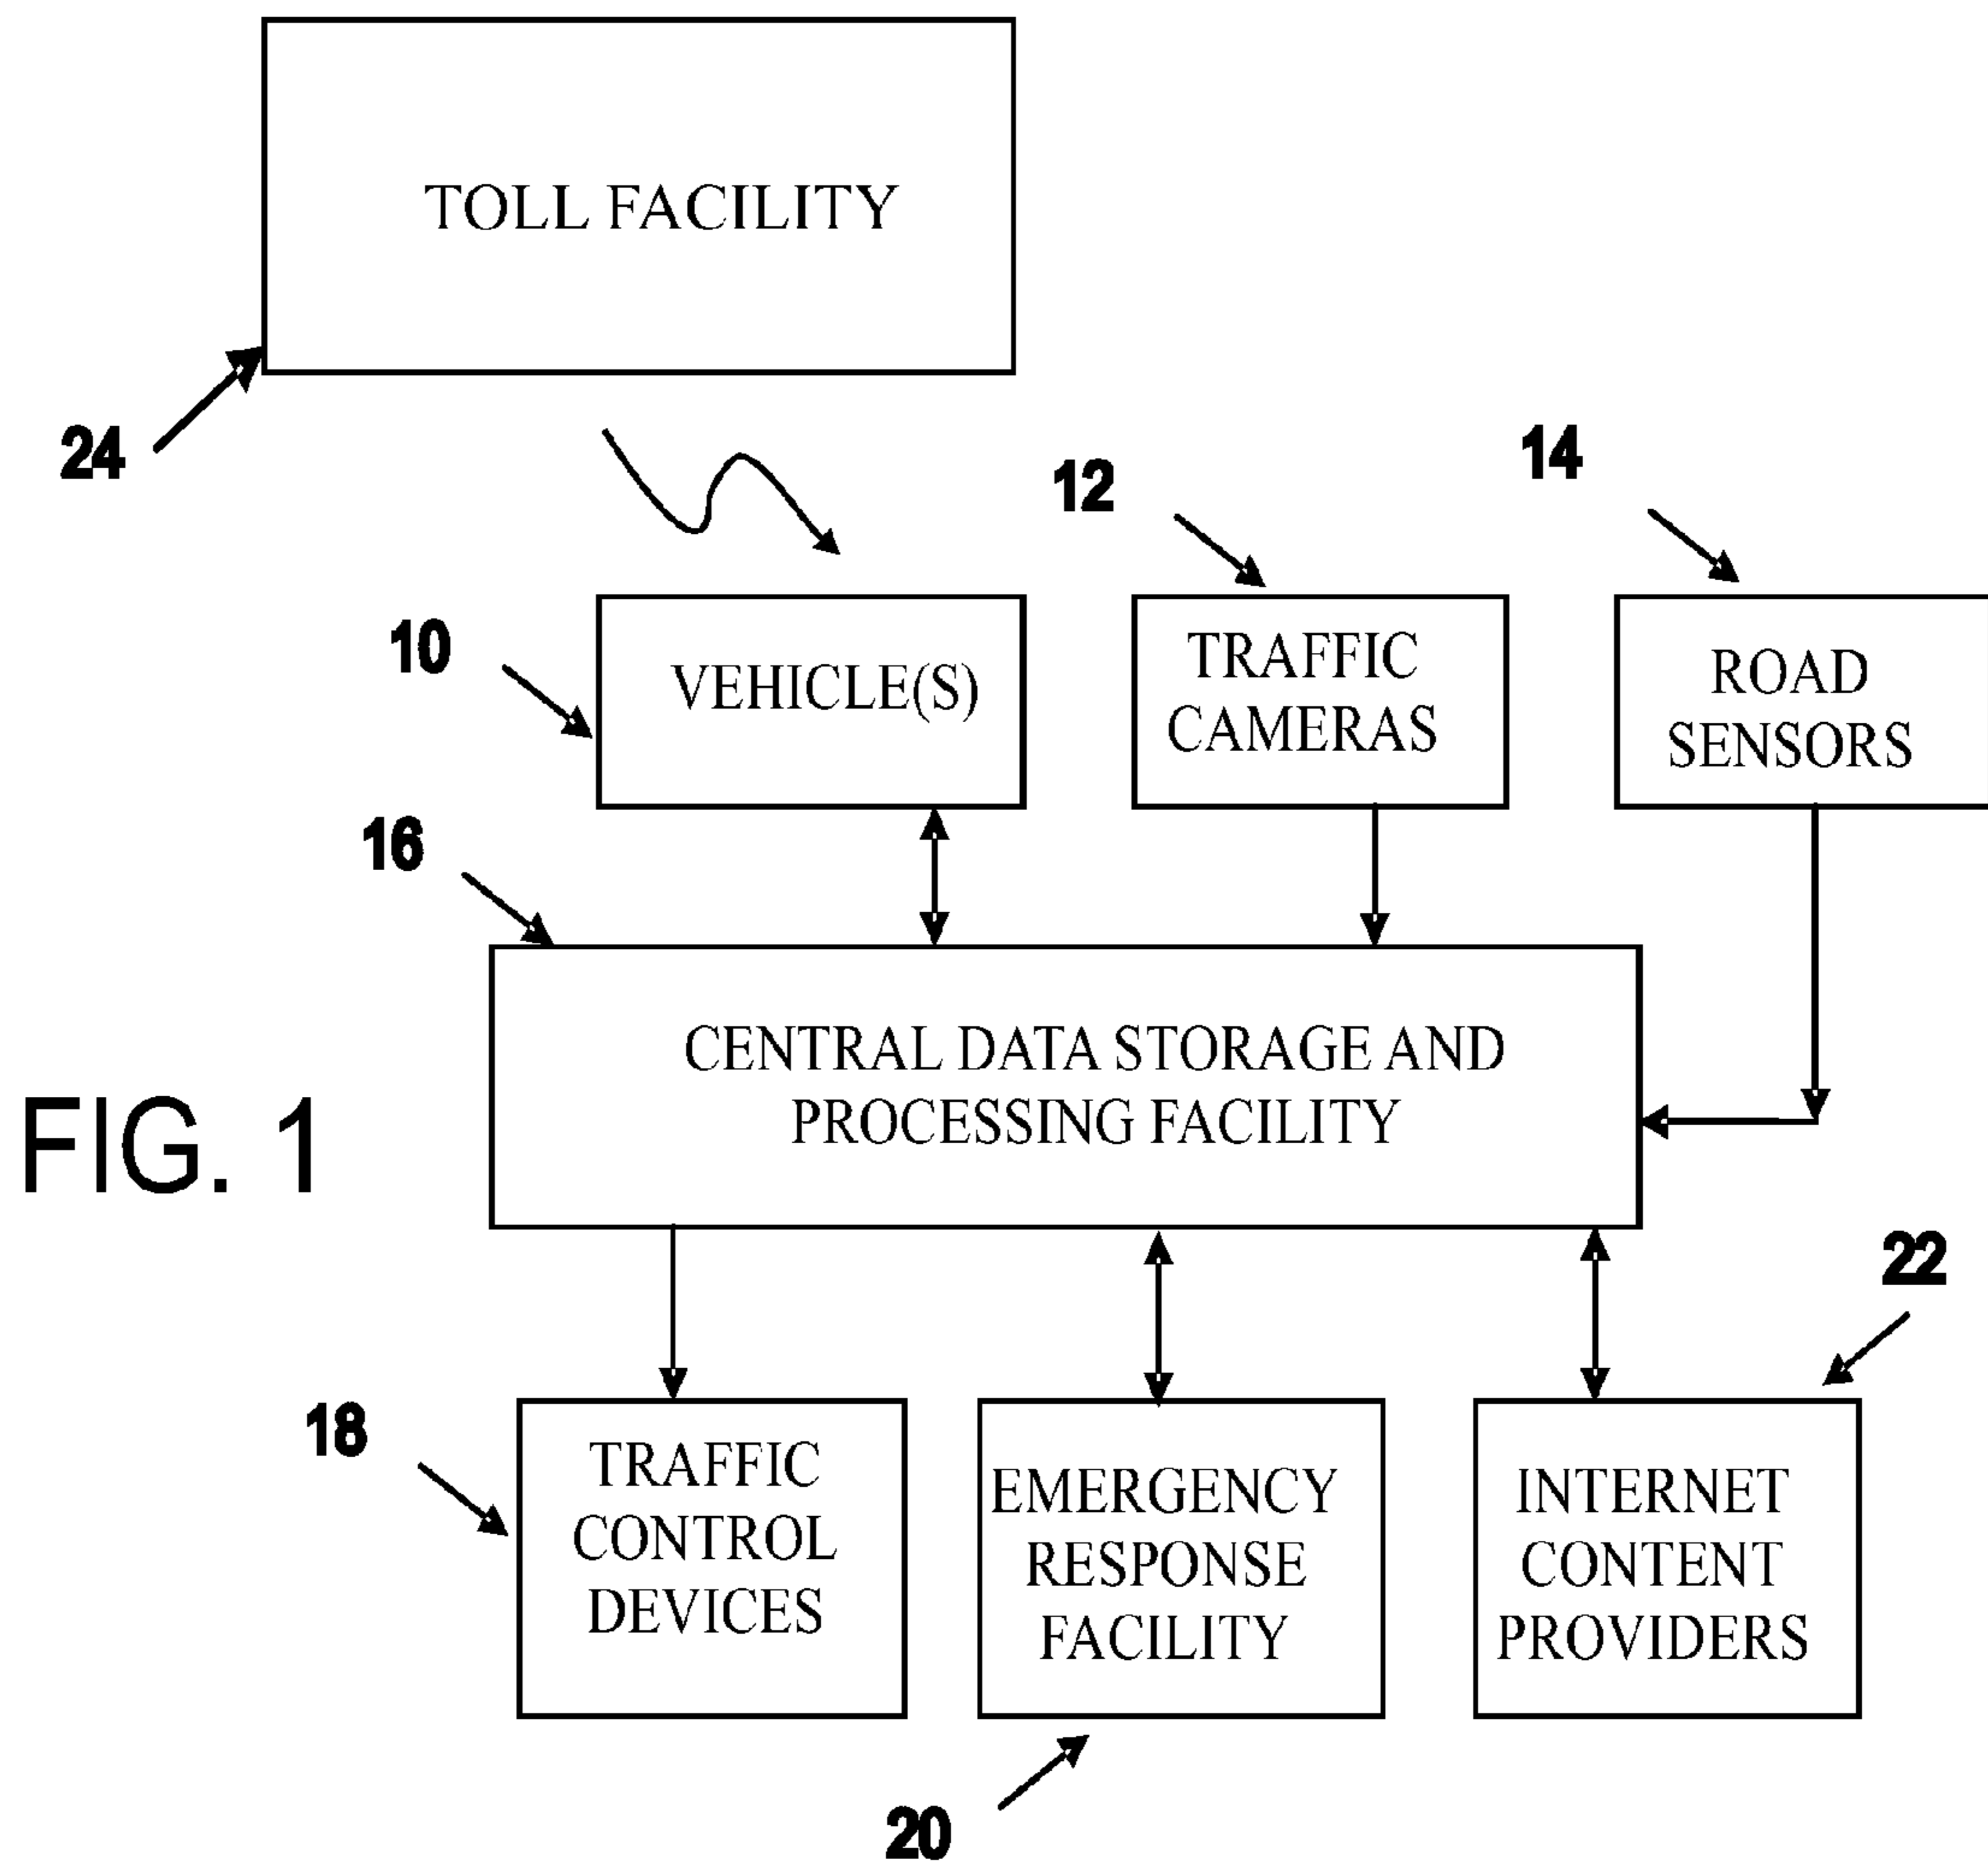 TOLL FACILITY
24
12
14
10
VEHICLE(S)
TRAFFIC
CAMERAS
ROAD
SENSORS
16
CENTRAL DATA STORAGE AND
PROCESSING FACILITY
FIG. 1
22
18
TRAFFIC
CONTROL
DEVICES
EMERGENCY
RESPONSE
FACILITY
INTERNET
CONTENT
PROVIDERS
20